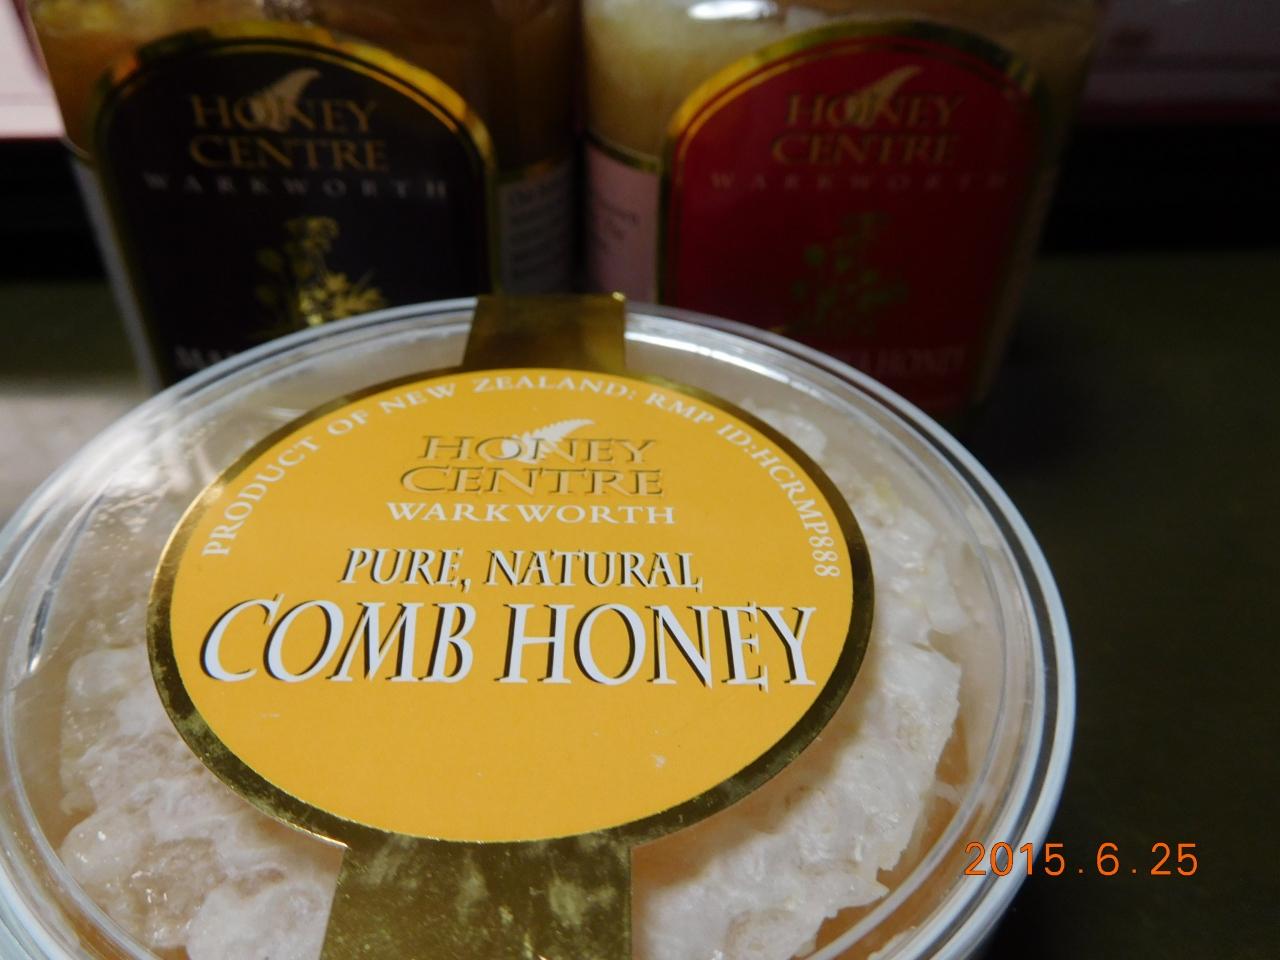 HONEY
CENTRE
WARKWORTH
HONEY
CENTRE
WARKWORTH
HONEY
PRODUCT OF NEW ZEALAND: RMP ID:HCRMP888
HONEY
CENTRE
WARKWORTH
PURE, NATURAL
COMB HONEY
2015.6.25